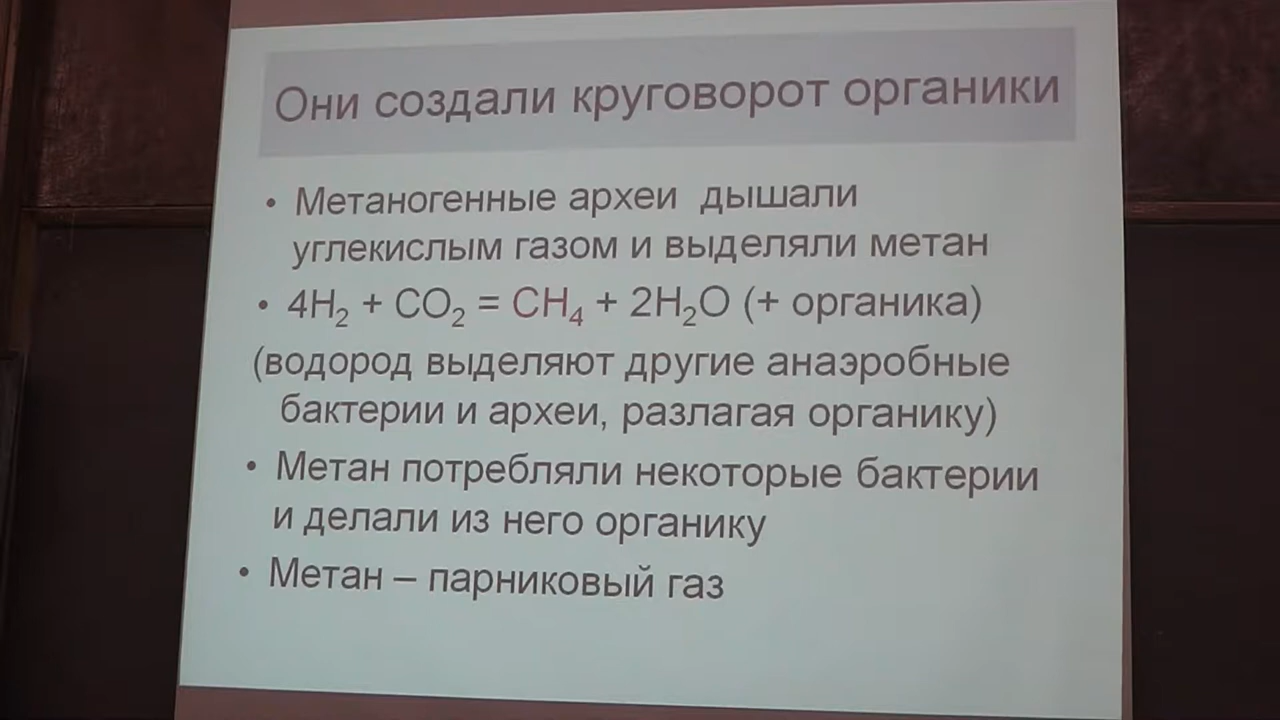 Они создали круговорот органики
• Метаногенные археи дышали
углекислым газом и выделяли метан
• 4H₂ + CO₂ = CH₄ + 2H₂O (+ органика)
(водород выделяют другие анаэробные
бактерии и археи, разлагая органику)
• Метан потребляли некоторые бактерии
и делали из него органику
• Метан – парниковый газ